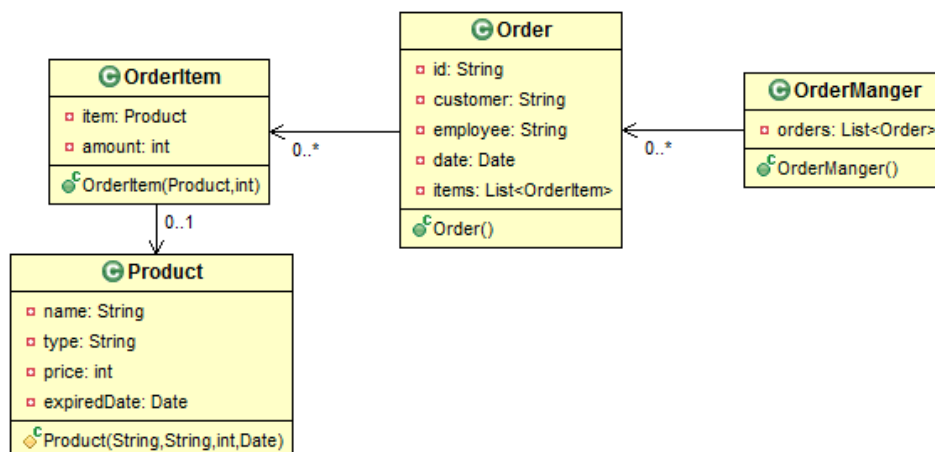 OrderItem
item: Product
amount: int
OrderItem(Product,int)
0..*
0..1
Order
id: String
customer: String
employee: String
date: Date
items: List<OrderItem>
Order()
0..*
OrderManger
orders: List<Order>
OrderManger()
Product
name: String
type: String
price: int
expiredDate: Date
Product(String,String,int,Date)